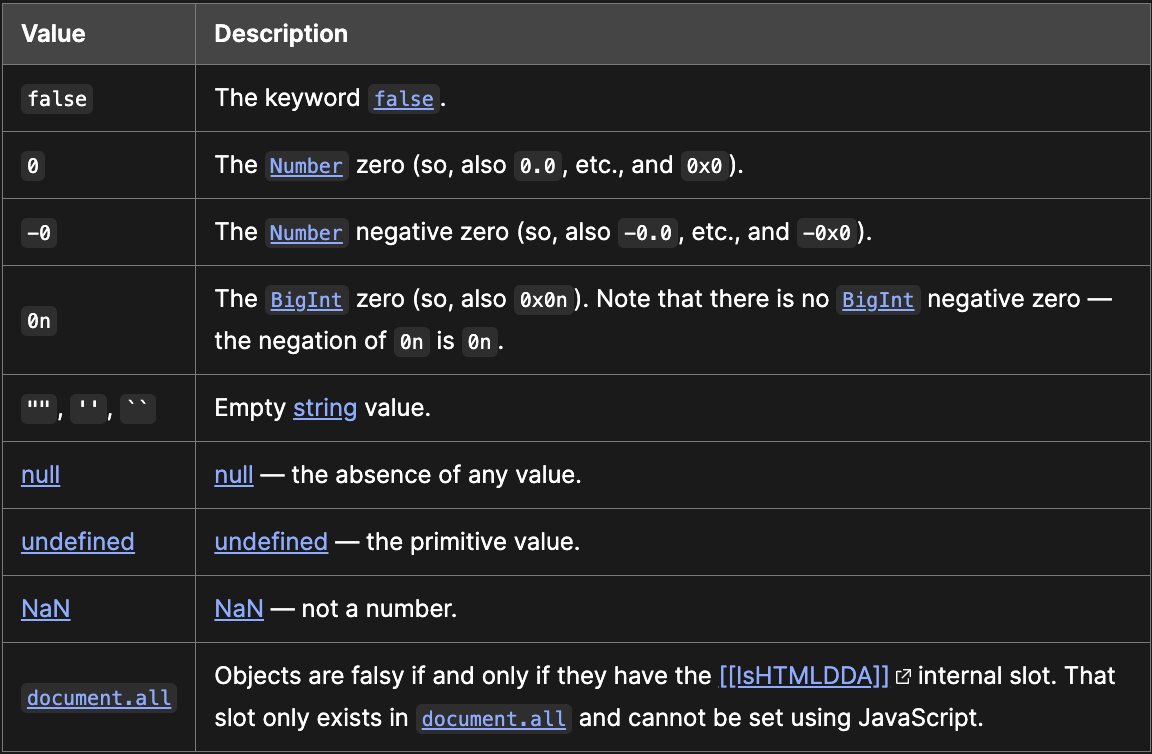 Value Description
false The keyword false.
0 The Number zero (so, also 0.0, etc., and 0x0).
-0 The Number negative zero (so, also -0.0, etc., and -0x0).
0n The BigInt zero (so, also 0x0n). Note that there is no BigInt negative zero —
the negation of 0n is 0n.
"", '', `` Empty string value.
null null — the absence of any value.
undefined undefined — the primitive value.
NaN NaN — not a number.
document.all Objects are falsy if and only if they have the [[IsHTMLDDA]] internal slot. That
slot only exists in document.all and cannot be set using JavaScript.